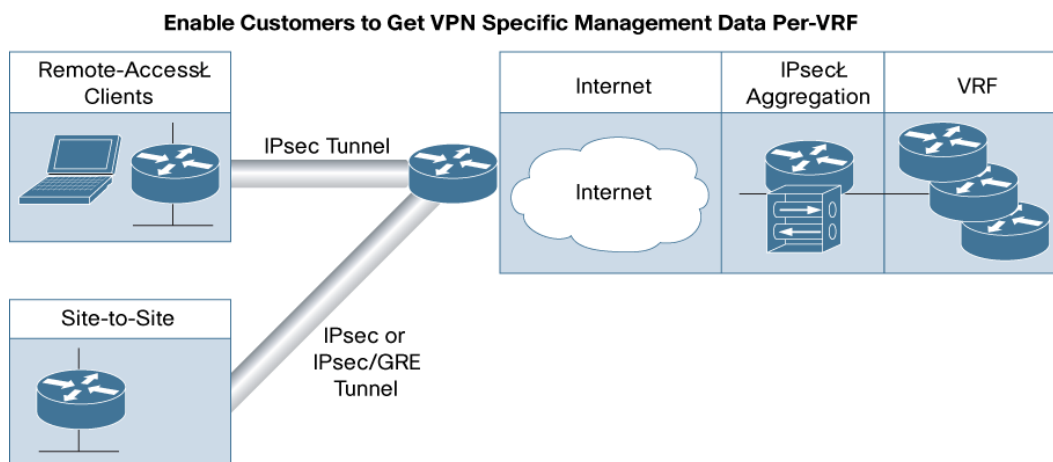 Enable Customers to Get VPN Specific Management Data Per-VRF
Remote-AccessŁ
Clients
IPsec Tunnel
Internet
IPsecŁ
Aggregation
VRF
Internet
Site-to-Site
IPsec or
IPsec/GRE
Tunnel